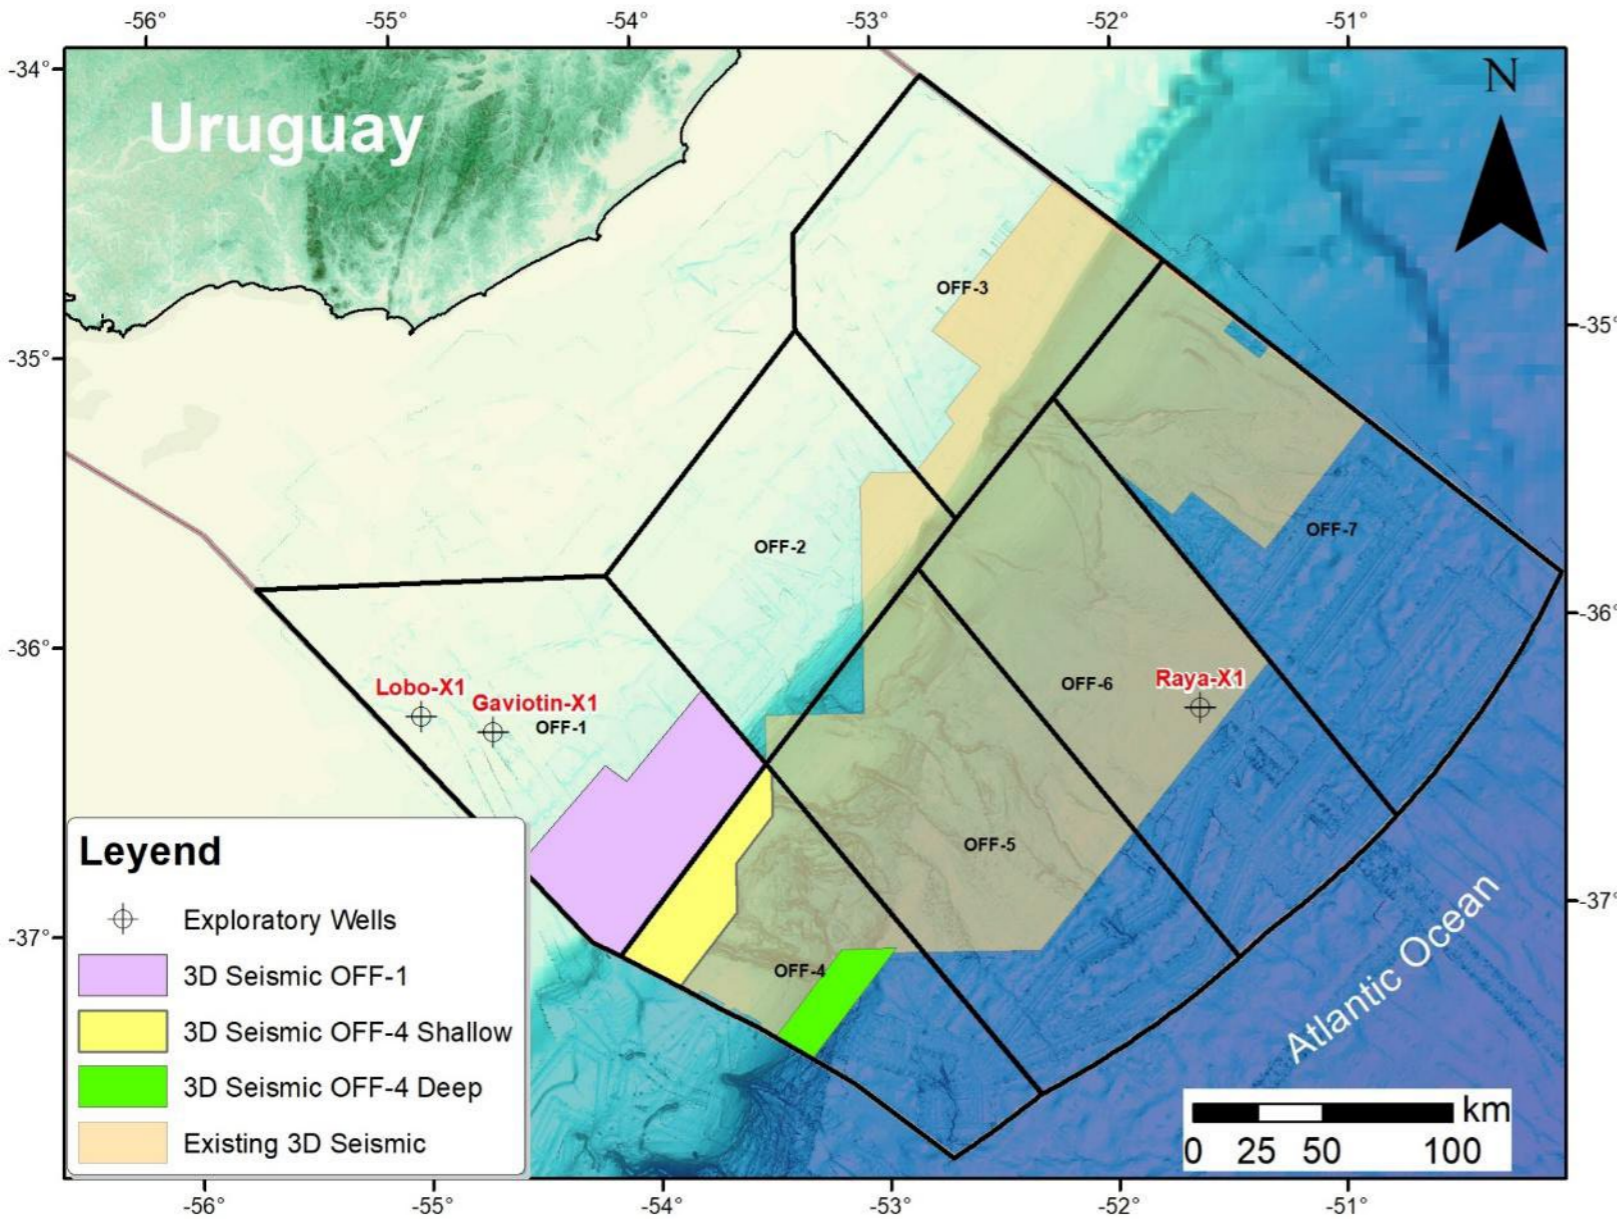 -56° -55° -54° -53° -52° -51°
-34°
N
Uruguay
OFF-3
-35° -35°
OFF-7
OFF-2
-36° -36°
Lobo-X1
Gaviotin-X1
OFF-1
OFF-6
Raya-X1
OFF-5
-37° -37°
OFF-4
Atlantic Ocean
Leyend
Exploratory Wells
3D Seismic OFF-1
3D Seismic OFF-4 Shallow
3D Seismic OFF-4 Deep
Existing 3D Seismic
km
0 25 50 100
-56° -55° -54° -53° -52° -51°